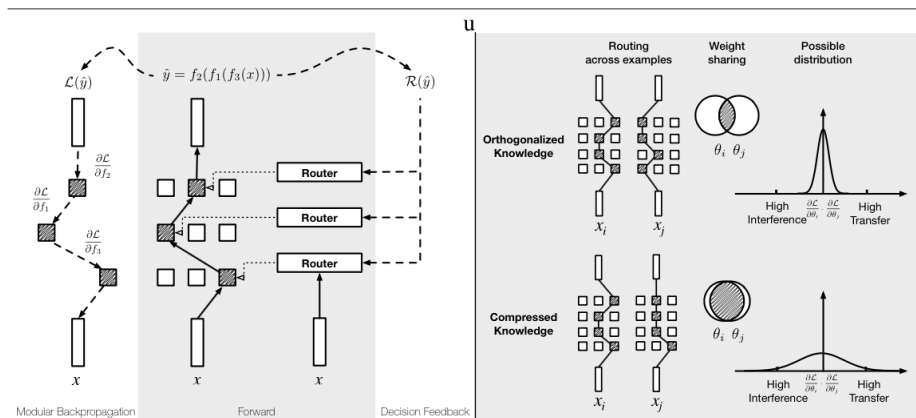 u
ℒ(ŷ)
ŷ = f₂(f₁(f₃(x)))
ℛ(ŷ)
∂ℒ/∂f₂
∂ℒ/∂f₁
∂ℒ/∂f₃
Router
Router
Router
x
x
x
Modular Backpropagation
Forward
Decision Feedback
Routing across examples
Weight sharing
Possible distribution
Orthogonalized Knowledge
θᵢ θⱼ
xᵢ
xⱼ
High Interference
∂ℒ/∂θᵢ · ∂ℒ/∂θⱼ
High Transfer
Compressed Knowledge
θᵢ θⱼ
xᵢ
xⱼ
High Interference
∂ℒ/∂θᵢ · ∂ℒ/∂θⱼ
High Transfer